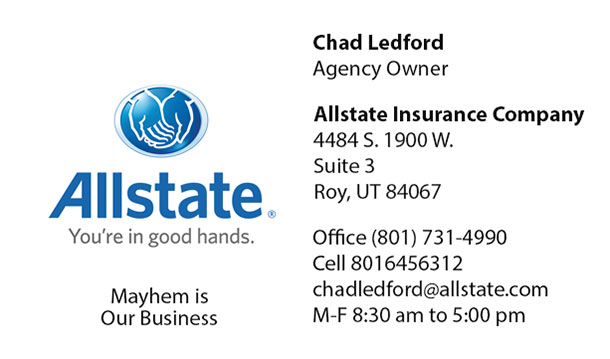 Chad Ledford
Agency Owner
Allstate Insurance Company
4484 S. 1900 W.
Suite 3
Roy, UT 84067
Office (801) 731-4990
Cell 8016456312
chadledford@allstate.com
M-F 8:30 am to 5:00 pm
Allstate®
You're in good hands.
Mayhem is
Our Business